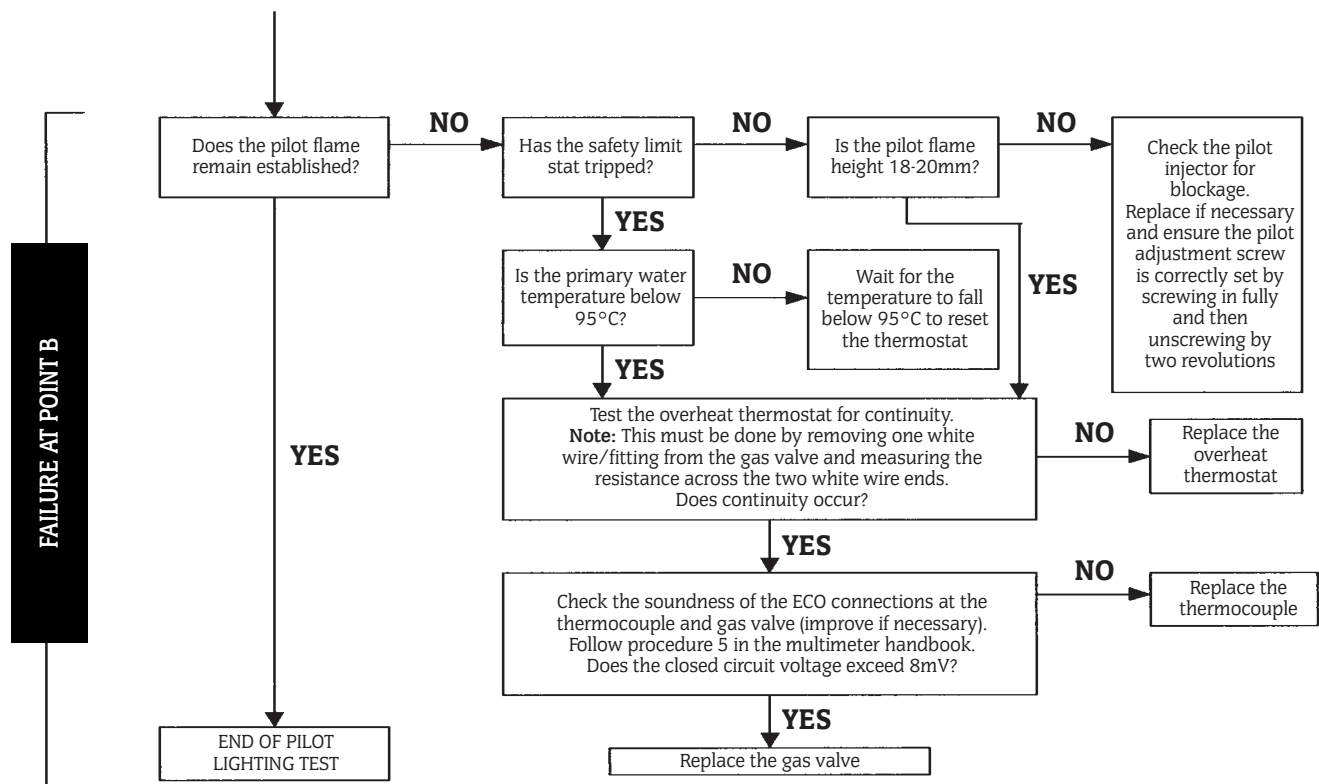 FAILURE AT POINT B
Does the pilot flame
remain established?
NO
Has the safety limit
stat tripped?
NO
Is the pilot flame
height 18-20mm?
NO
Check the pilot
injector for
blockage.
Replace if necessary
and ensure the pilot
adjustment screw
is correctly set by
screwing in fully
and then
unscrewing by
two revolutions
YES
Is the primary water
temperature below
95°C?
NO
Wait for the
temperature to fall
below 95°C to reset
the thermostat
YES
YES
Test the overheat thermostat for continuity.
Note: This must be done by removing one white
wire/fitting from the gas valve and measuring the
resistance across the two white wire ends.
Does continuity occur?
NO
Replace the
overheat
thermostat
YES
YES
Check the soundness of the ECO connections at the
thermocouple and gas valve (improve if necessary).
Follow procedure 5 in the multimeter handbook.
Does the closed circuit voltage exceed 8mV?
NO
Replace the
thermocouple
YES
END OF PILOT
LIGHTING TEST
Replace the gas valve